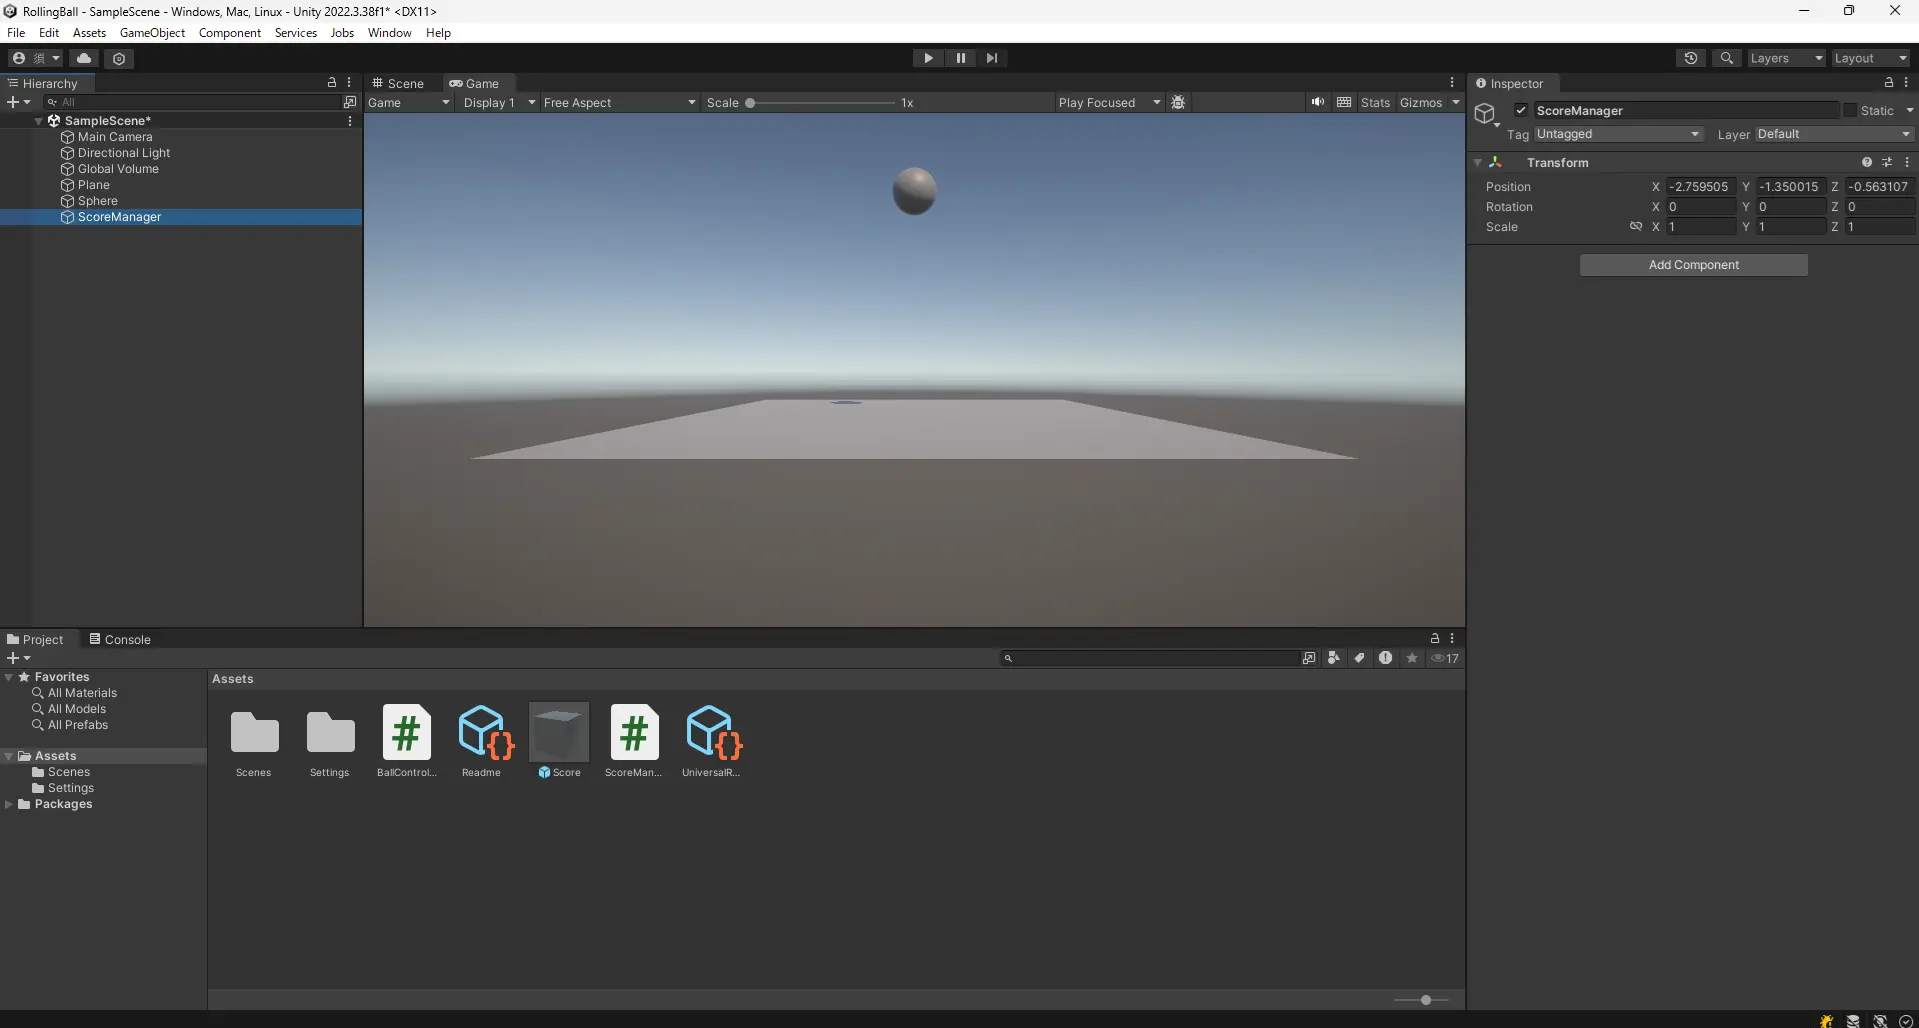 RollingBall - SampleScene - Windows, Mac, Linux - Unity 2022.3.38f1* <DX11>
File Edit Assets GameObject Component Services Jobs Window Help
須 Layers Layout
Hierarchy
All
SampleScene*
Main Camera
Directional Light
Global Volume
Plane
Sphere
ScoreManager
Scene Game
Game Display 1 Free Aspect Scale 1x Play Focused Stats Gizmos
Inspector
ScoreManager Static
Tag Untagged Layer Default
Transform
Position X -2.759505 Y -1.350015 Z -0.563107
Rotation X 0 Y 0 Z 0
Scale X 1 Y 1 Z 1
Add Component
Project Console
17
Favorites
All Materials
All Models
All Prefabs
Assets
Scenes
Settings
Packages
Assets
Scenes Settings BallControl... Readme Score ScoreMan... UniversalR...